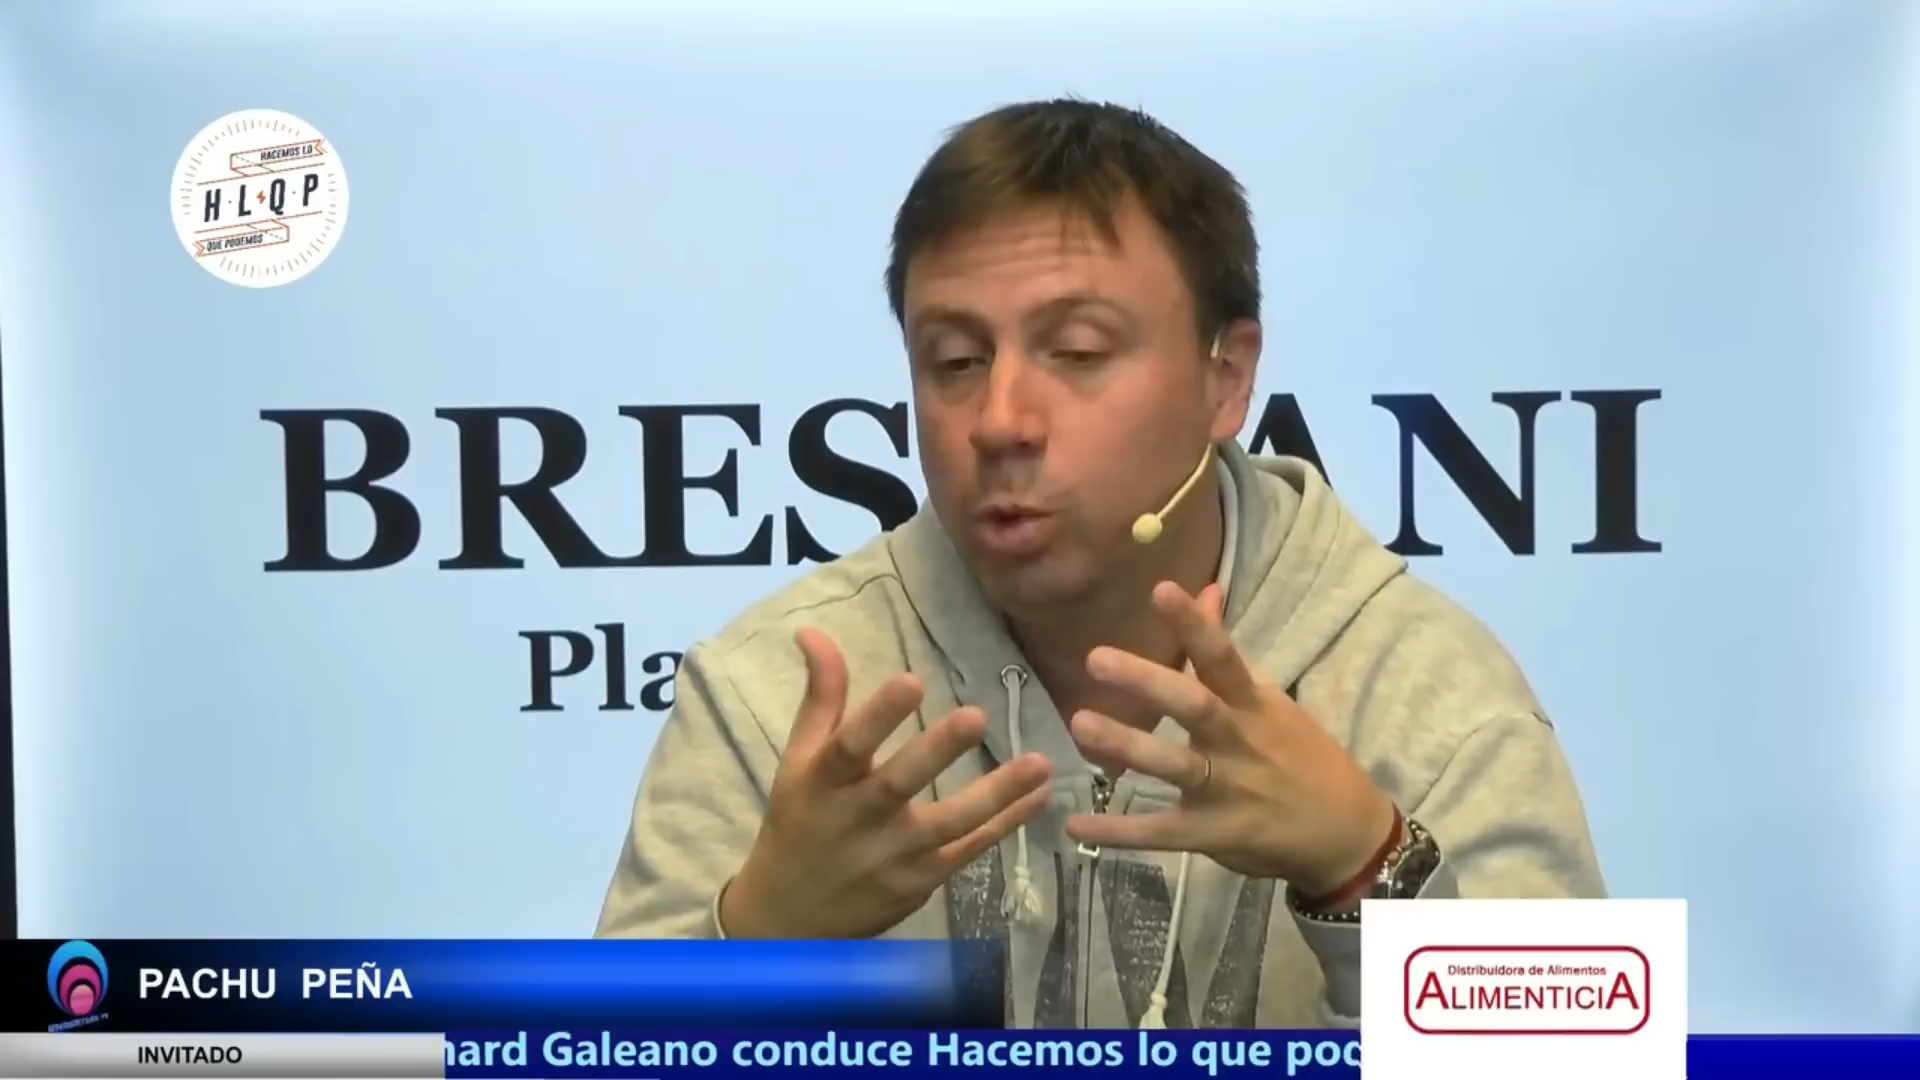 HACEMOS LO
H·L·Q·P
QUE PODEMOS
BRES ANI
Pla
Distribuidora de Alimentos
ALIMENTICIA
PACHU PEÑA
INVITADO
hard Galeano conduce Hacemos lo que pod